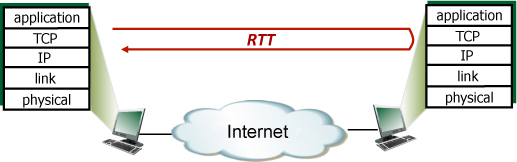 application
TCP
IP
link
physical
RTT
application
TCP
IP
link
physical
Internet